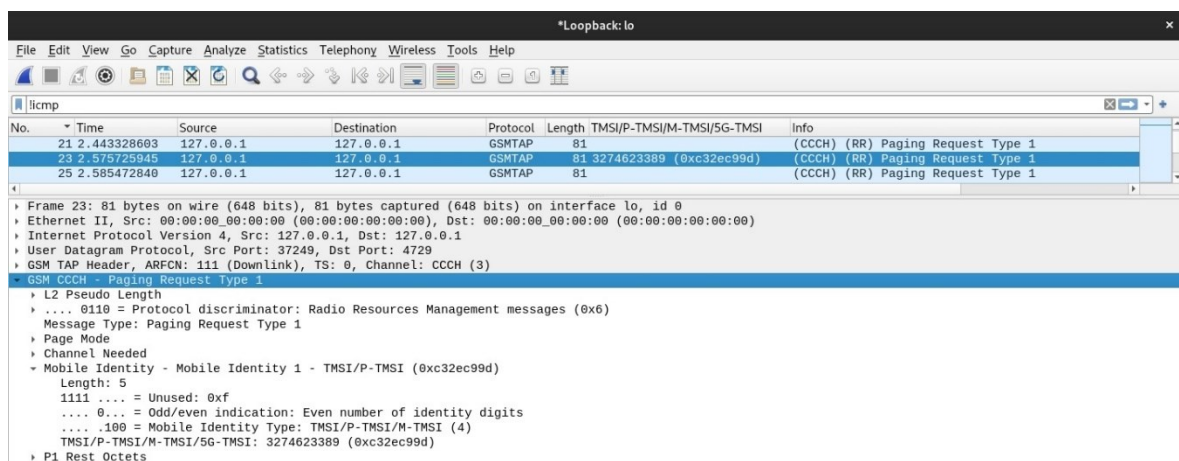 *Loopback: lo ×
File Edit View Go Capture Analyze Statistics Telephony Wireless Tools Help
!icmp
No. Time Source Destination Protocol Length TMSI/P-TMSI/M-TMSI/5G-TMSI Info
21 2.443328603 127.0.0.1 127.0.0.1 GSMTAP 81 (CCCH) (RR) Paging Request Type 1
23 2.575725945 127.0.0.1 127.0.0.1 GSMTAP 81 3274623389 (0xc32ec99d) (CCCH) (RR) Paging Request Type 1
25 2.585472840 127.0.0.1 127.0.0.1 GSMTAP 81 (CCCH) (RR) Paging Request Type 1
Frame 23: 81 bytes on wire (648 bits), 81 bytes captured (648 bits) on interface lo, id 0
Ethernet II, Src: 00:00:00_00:00:00 (00:00:00:00:00:00), Dst: 00:00:00_00:00:00 (00:00:00:00:00:00)
Internet Protocol Version 4, Src: 127.0.0.1, Dst: 127.0.0.1
User Datagram Protocol, Src Port: 37249, Dst Port: 4729
GSM TAP Header, ARFCN: 111 (Downlink), TS: 0, Channel: CCCH (3)
GSM CCCH - Paging Request Type 1
L2 Pseudo Length
.... 0110 = Protocol discriminator: Radio Resources Management messages (0x6)
Message Type: Paging Request Type 1
Page Mode
Channel Needed
Mobile Identity - Mobile Identity 1 - TMSI/P-TMSI (0xc32ec99d)
Length: 5
1111 .... = Unused: 0xf
.... 0... = Odd/even indication: Even number of identity digits
.... .100 = Mobile Identity Type: TMSI/P-TMSI/M-TMSI (4)
TMSI/P-TMSI/M-TMSI/5G-TMSI: 3274623389 (0xc32ec99d)
P1 Rest Octets